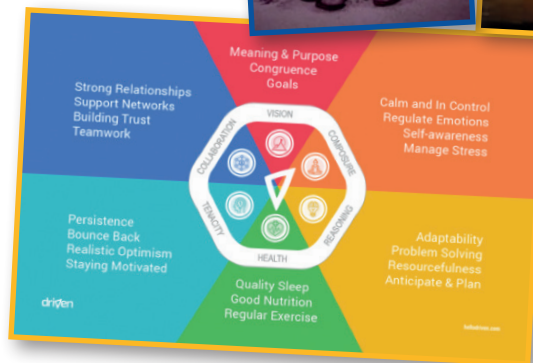 Meaning & Purpose
Congruence
Goals
Strong Relationships
Support Networks
Building Trust
Teamwork
Calm and In Control
Regulate Emotions
Self-awareness
Manage Stress
VISION
COLLABORATION
COMPOSURE
TENACITY
REASONING
HEALTH
Persistence
Bounce Back
Realistic Optimism
Staying Motivated
Adaptability
Problem Solving
Resourcefulness
Anticipate & Plan
Quality Sleep
Good Nutrition
Regular Exercise
driven